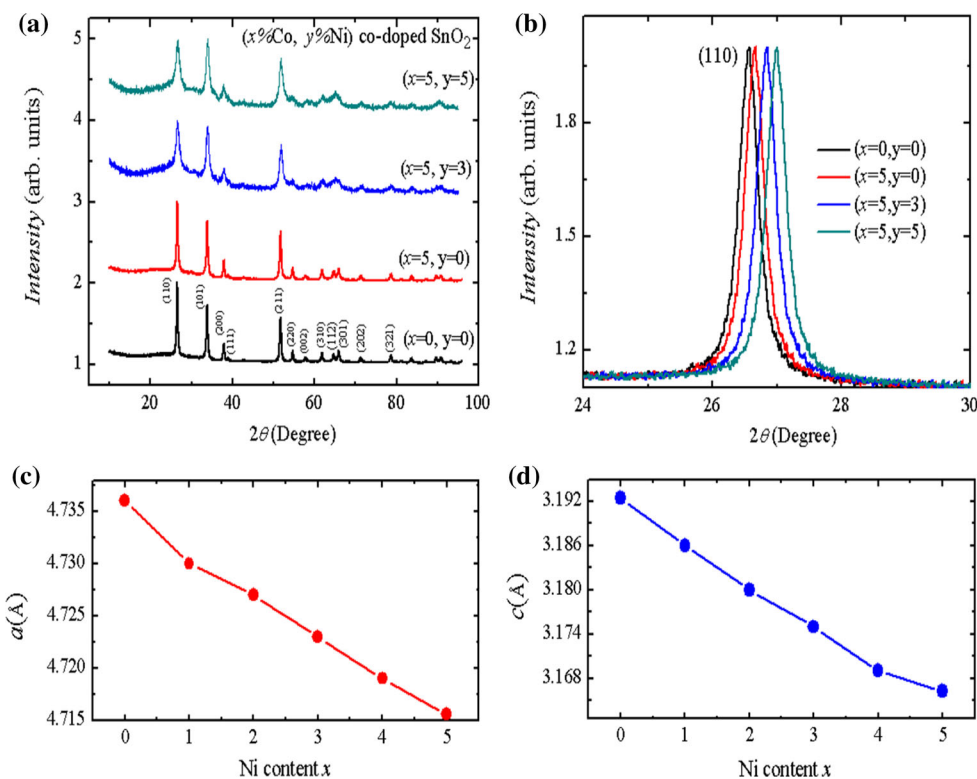 (a)
(x%Co, y%Ni) co-doped SnO₂
(x=5, y=5)
(x=5, y=3)
(x=5, y=0)
(x=0, y=0)
(110)
(101)
(200)
(111)
(211)
(220)
(002)
(310)
(112)
(301)
(202)
(321)
5
4
3
2
1
Intensity (arb. units)
20 40 60 80 100
2θ(Degree)
(b)
(110)
(x=0,y=0)
(x=5,y=0)
(x=5,y=3)
(x=5,y=5)
1.8
1.5
1.2
Intensity (arb. units)
24 26 28 30
2θ(Degree)
(c)
4.735
4.730
4.725
4.720
4.715
a(Å)
0 1 2 3 4 5
Ni content x
(d)
3.192
3.186
3.180
3.174
3.168
c(Å)
0 1 2 3 4 5
Ni content x